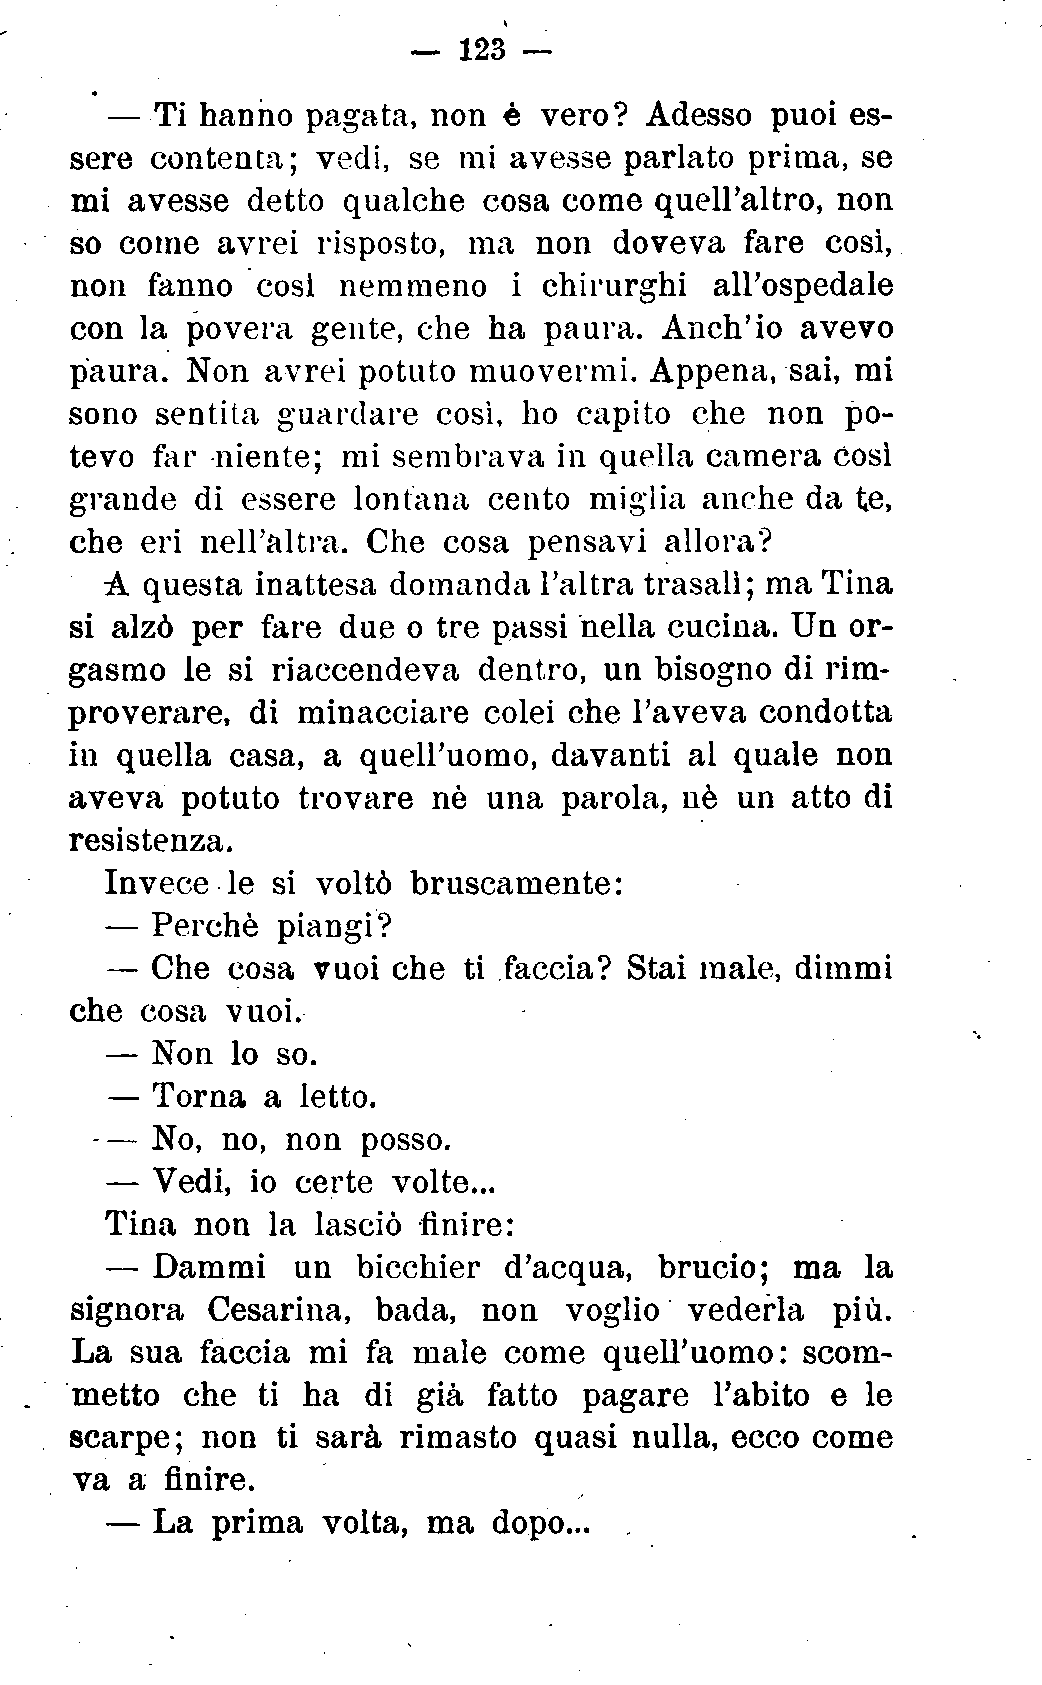 — 123 —
— Ti hanno pagata, non è vero? Adesso puoi es-
sere contenta; vedi, se mi avesse parlato prima, se
mi avesse detto qualche cosa come quell'altro, non
so come avrei risposto, ma non doveva fare così,
non fanno così nemmeno i chirurghi all'ospedale
con la povera gente, che ha paura. Anch'io avevo
paura. Non avrei potuto muovermi. Appena, sai, mi
sono sentita guardare così, ho capito che non po-
tevo far niente; mi sembrava in quella camera così
grande di essere lontana cento miglia anche da te,
che eri nell'altra. Che cosa pensavi allora?
A questa inattesa domanda l'altra trasalì; ma Tina
si alzò per fare due o tre passi nella cucina. Un or-
gasmo le si riaccendeva dentro, un bisogno di rim-
proverare, di minacciare colei che l'aveva condotta
in quella casa, a quell'uomo, davanti al quale non
aveva potuto trovare nè una parola, nè un atto di
resistenza.
Invece le si voltò bruscamente:
— Perchè piangi?
— Che cosa vuoi che ti faccia? Stai male, dimmi
che cosa vuoi.
— Non lo so.
— Torna a letto.
— No, no, non posso.
— Vedi, io certe volte...
Tina non la lasciò finire:
— Dammi un bicchier d'acqua, brucio; ma la
signora Cesarina, bada, non voglio vederla più.
La sua faccia mi fa male come quell'uomo: scom-
metto che ti ha di già fatto pagare l'abito e le
scarpe; non ti sarà rimasto quasi nulla, ecco come
va a finire.
— La prima volta, ma dopo...